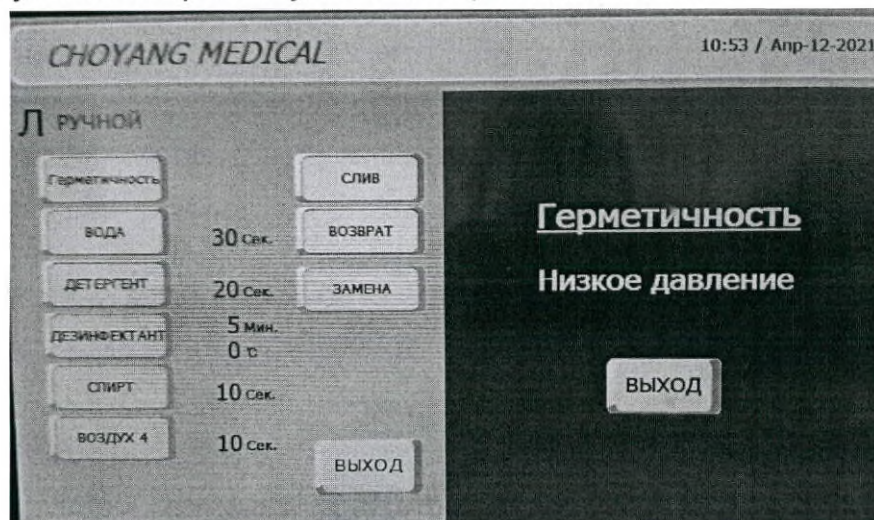 CHOYANG MEDICAL
10:53 / Апр-12-2021
Л РУЧНОЙ
Герметичность
СЛИВ
ВОДА
30 Сек.
ВОЗВРАТ
ДЕТЕРГЕНТ
20 Сек.
ЗАМЕНА
ДЕЗИНФЕКТАНТ
5 Мин.
0 ℃
СПИРТ
10 Сек.
ВОЗДУХ 4
10 Сек.
ВЫХОД
Герметичность
Низкое давление
ВЫХОД